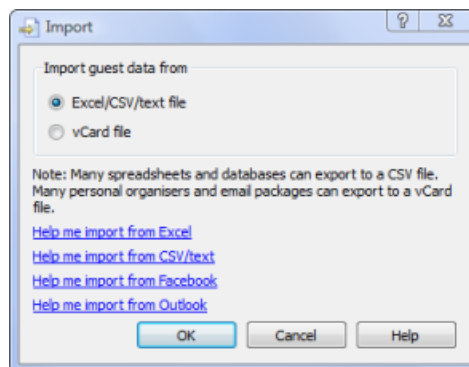 Import
Import guest data from
Excel/CSV/text file
vCard file
Note: Many spreadsheets and databases can export to a CSV file.
Many personal organisers and email packages can export to a vCard
file.
Help me import from Excel
Help me import from CSV/text
Help me import from Facebook
Help me import from Outlook
OK Cancel Help